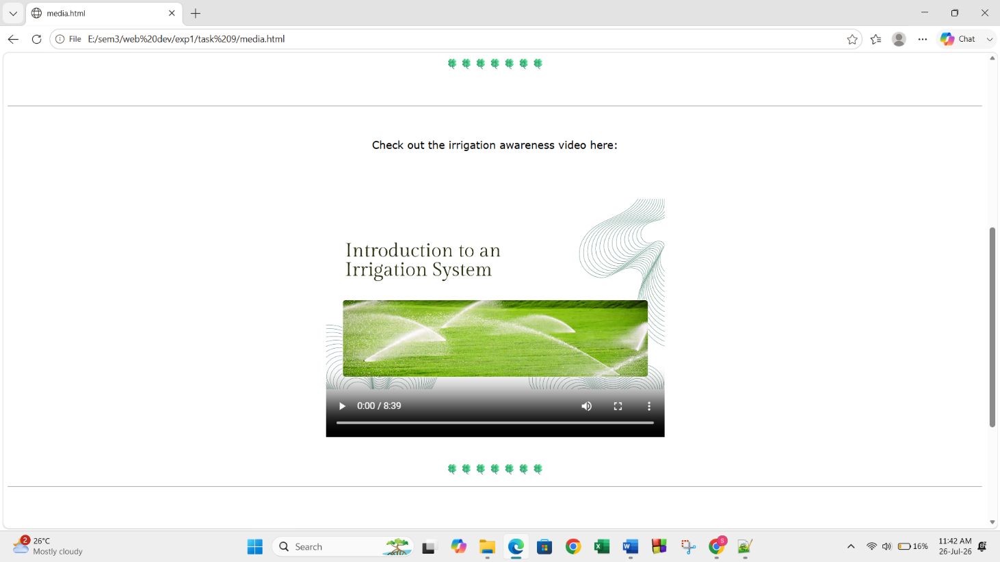 media.html
File E:/sem3/web%20dev/exp1/task%209/media.html
Chat
🍀 🍀 🍀 🍀 🍀 🍀 🍀
Check out the irrigation awareness video here:
Introduction to an
Irrigation System
0:00 / 8:39
🍀 🍀 🍀 🍀 🍀 🍀 🍀
2
26°C
Mostly cloudy
Search
S
16%
11:42 AM
26-Jul-26